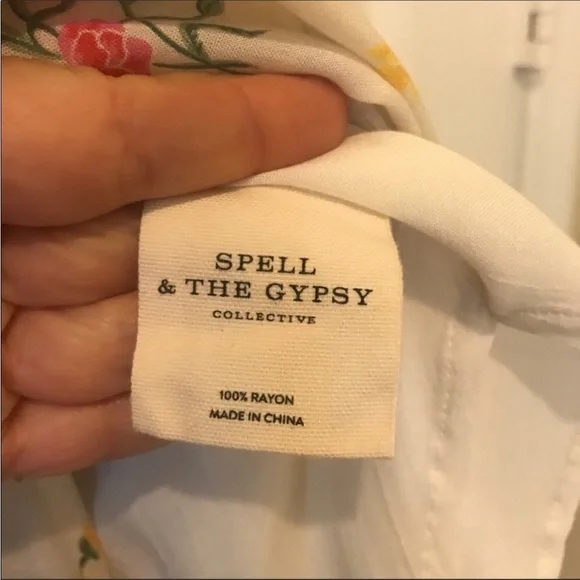 SPELL
& THE GYPSY
COLLECTIVE
100% RAYON
MADE IN CHINA